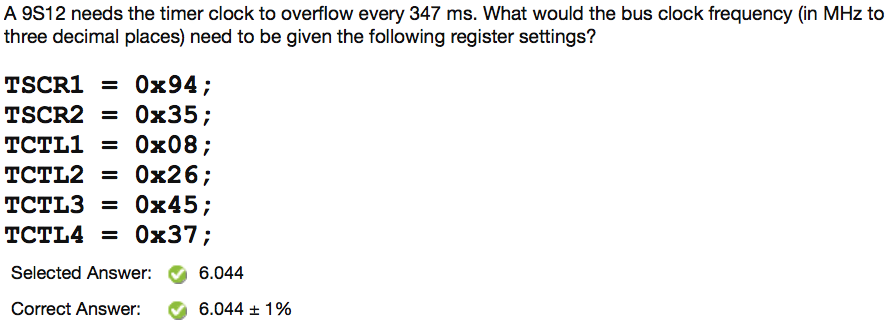 A 9S12 needs the timer clock to overflow every 347 ms. What would the bus clock frequency (in MHz to
three decimal places) need to be given the following register settings?
TSCR1 = 0x94;
TSCR2 = 0x35;
TCTL1 = 0x08;
TCTL2 = 0x26;
TCTL3 = 0x45;
TCTL4 = 0x37;
Selected Answer: 6.044
Correct Answer: 6.044 ± 1%